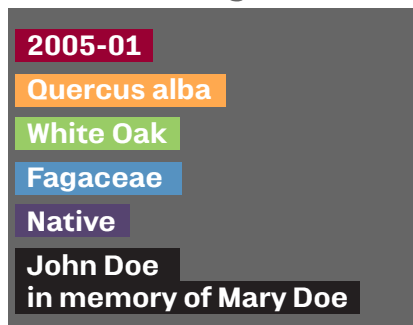 2005-01
Quercus alba
White Oak
Fagaceae
Native
John Doe
in memory of Mary Doe